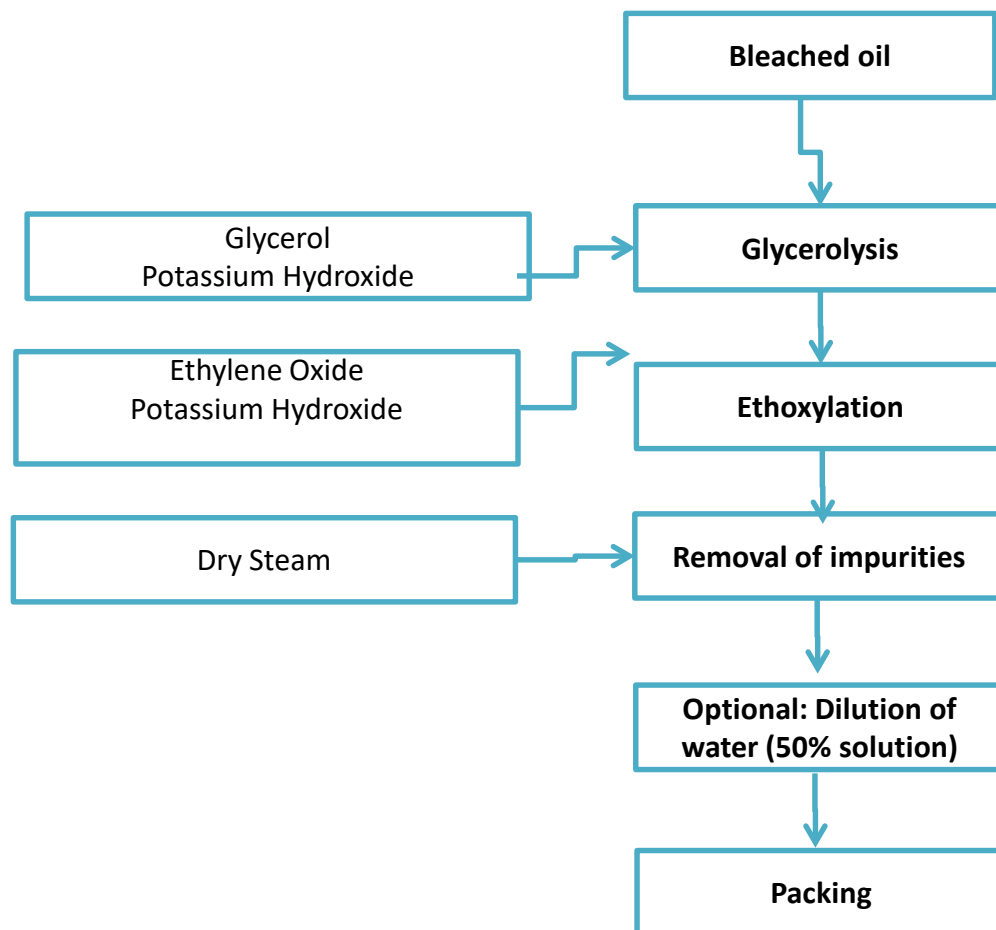 Bleached oil
Glycerol
Potassium Hydroxide
Glycerolysis
Ethylene Oxide
Potassium Hydroxide
Ethoxylation
Dry Steam
Removal of impurities
Optional: Dilution of
water (50% solution)
Packing